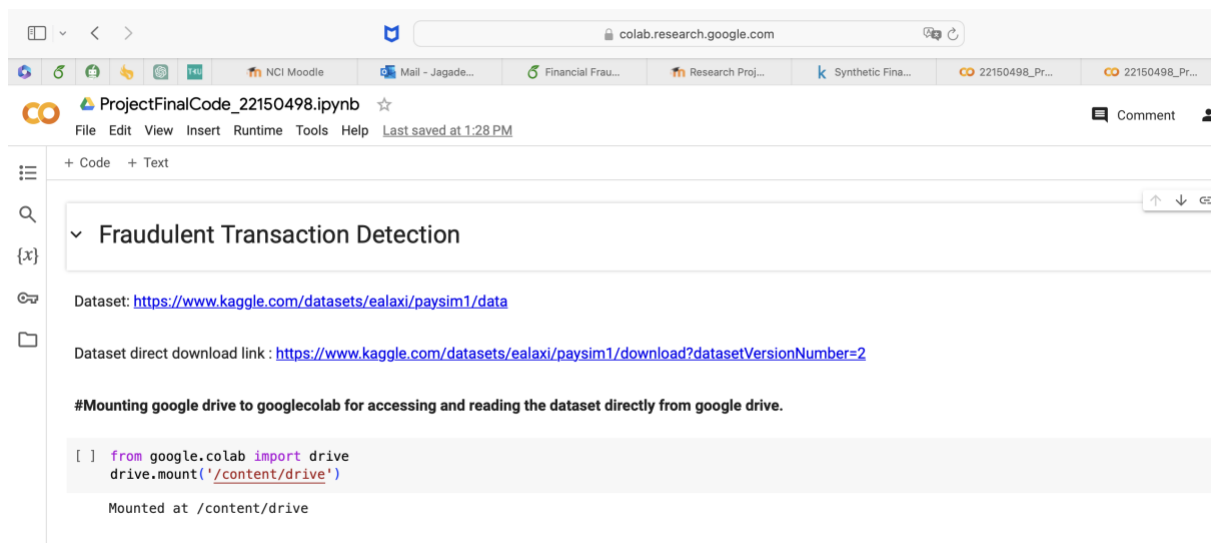 colab.research.google.com
NCI Moodle
Mail - Jagade...
Financial Frau...
Research Proj...
Synthetic Fina...
22150498_Pr...
22150498_Pr...
ProjectFinalCode_22150498.ipynb
File Edit View Insert Runtime Tools Help Last saved at 1:28 PM
Comment
+ Code + Text
Fraudulent Transaction Detection
{x}
Dataset: https://www.kaggle.com/datasets/ealaxi/paysim1/data
Dataset direct download link : https://www.kaggle.com/datasets/ealaxi/paysim1/download?datasetVersionNumber=2
#Mounting google drive to googlecolab for accessing and reading the dataset directly from google drive.
[ ] from google.colab import drive
drive.mount('/content/drive')
Mounted at /content/drive